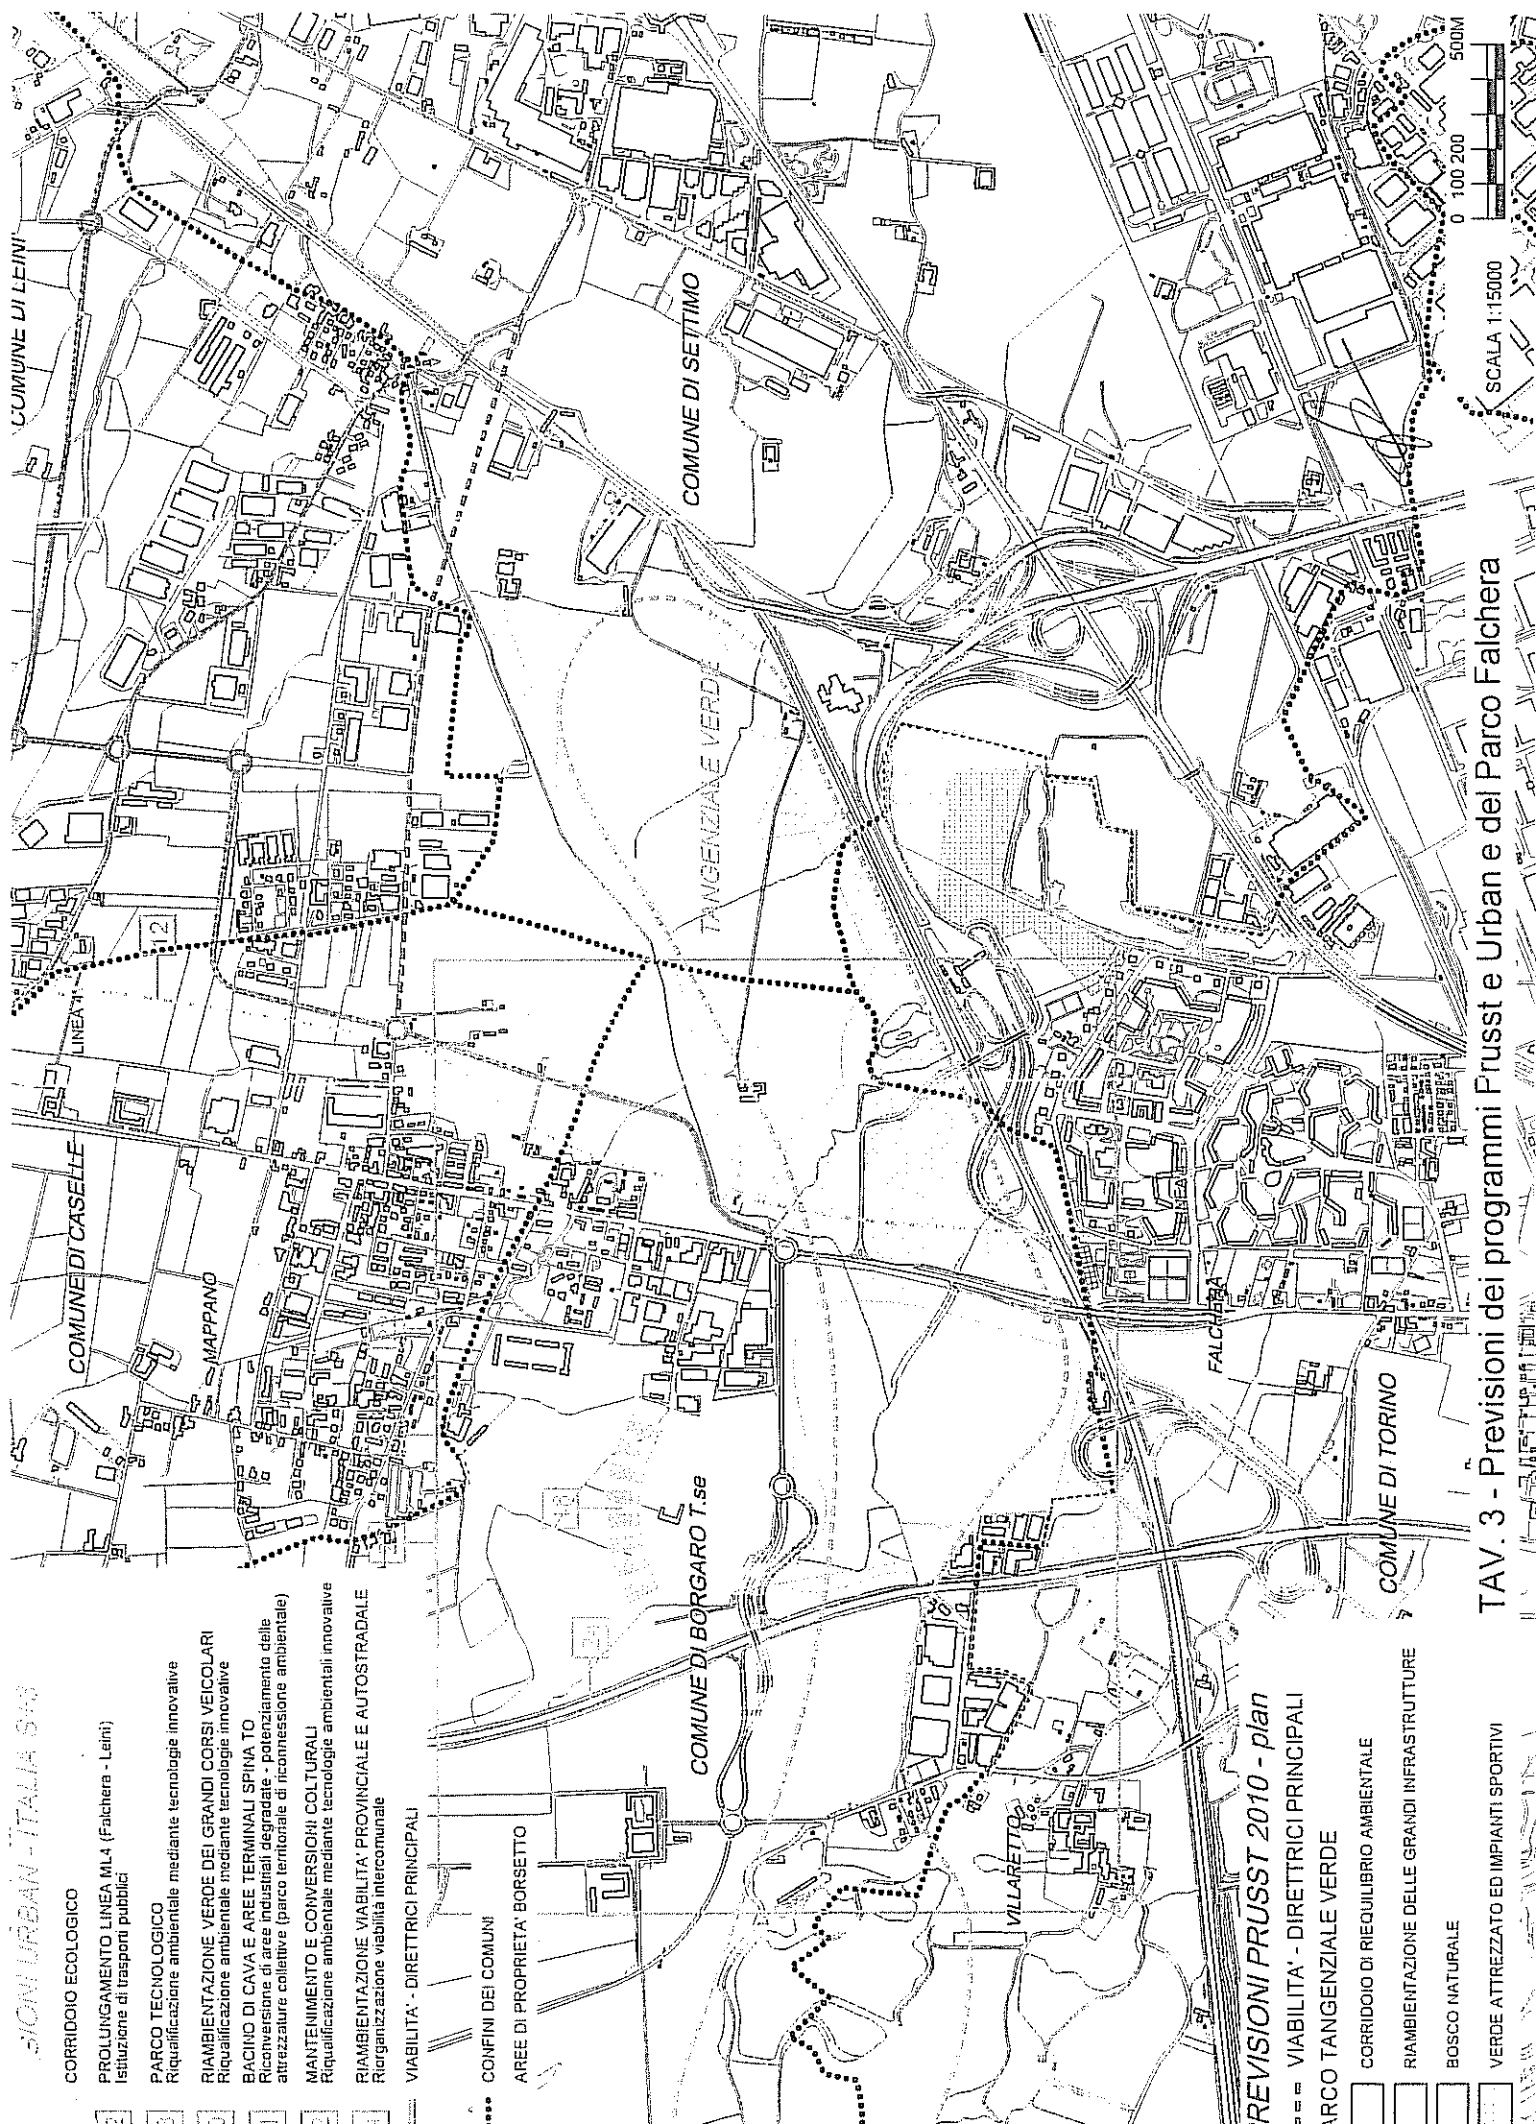 SIONI URBAN - ITALIA S.r.s
CORRIDOIO ECOLOGICO
PROLUNGAMENTO LINEA ML4 (Falchera - Leinì)
Istituzione di trasporti pubblici
PARCO TECNOLOGICO
Riqualificazione ambientale mediante tecnologie innovative
RIAMBIENTAZIONE VERDE DEI GRANDI CORSI VEICOLARI
Riqualificazione ambientale mediante tecnologie innovative
BACINO DI CAVA E AREE TERMINALI SPINA TO
Riconversione di aree industriali degradate - potenziamento delle
attrezzature collettive (parco territoriale di riconnessione ambientale)
MANTENIMENTO E CONVERSIONI COLTURALI
Riqualificazione ambientale mediante tecnologie ambientali innovative
RIAMBIENTAZIONE VIABILITA' PROVINCIALE E AUTOSTRADALE
Riorganizzazione viabilità intercomunale
VIABILITA' - DIRETTRICI PRINCIPALI
CONFINI DEI COMUNI
AREE DI PROPRIETA' BORSETTO
REVISIONI PRUSST 2010 - plan
VIABILITA' - DIRETTRICI PRINCIPALI
ARCO TANGENZIALE VERDE
CORRIDOIO DI RIEQUILIBRIO AMBIENTALE
RIAMBIENTAZIONE DELLE GRANDI INFRASTRUTTURE
BOSCO NATURALE
VERDE ATTREZZATO ED IMPIANTI SPORTIVI
COMUNE DI LEINI
COMUNE DI CASELLE
MAPPANO
LINEA 4
12
COMUNE DI SETTIMO
TANGENZIALE VERDE
COMUNE DI BORGARO T.se
VILLARETTO
FALCHERA
LINEA 4
COMUNE DI TORINO
SCALA 1:15000
0 100 200 500M
TAV. 3 - Previsioni dei programmi Prusst e Urban e del Parco Falchera